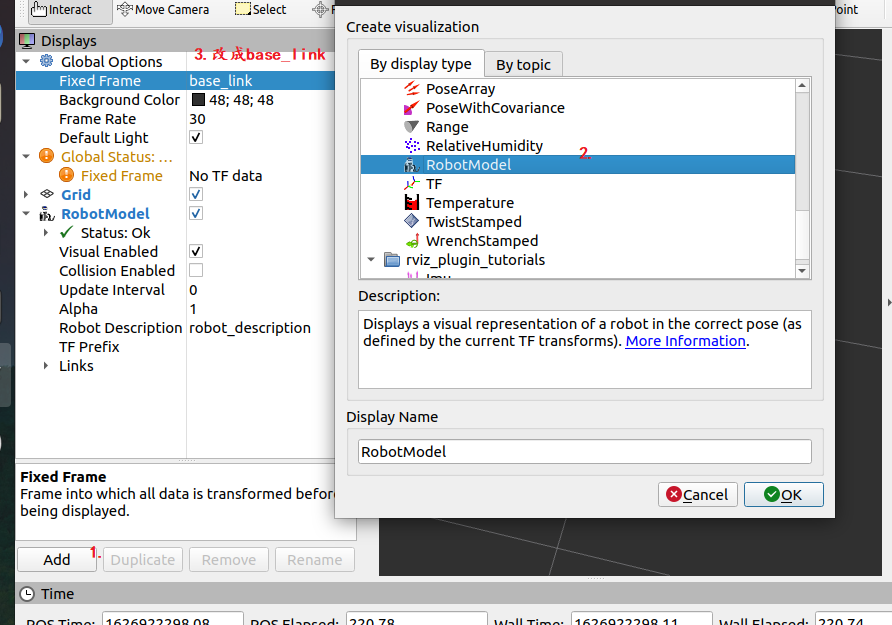 Interact Move Camera Select
Displays
Global Options
3.改成base_link
Fixed Frame base_link
Background Color 48; 48; 48
Frame Rate 30
Default Light
Global Status: ...
Fixed Frame No TF data
Grid
RobotModel
Status: Ok
Visual Enabled
Collision Enabled
Update Interval 0
Alpha 1
Robot Description robot_description
TF Prefix
Links
Fixed Frame
Frame into which all data is transformed before
being displayed.
Add 1. Duplicate Remove Rename
Create visualization
By display type By topic
PoseArray
PoseWithCovariance
Range
RelativeHumidity
2.
RobotModel
TF
Temperature
TwistStamped
WrenchStamped
rviz_plugin_tutorials
Imu
Description:
Displays a visual representation of a robot in the correct pose (as
defined by the current TF transforms). More Information.
Display Name
RobotModel
Cancel OK
Time
ROS Time: 1626922298.08 ROS Elapsed: 220.78 Wall Time: 1626922298.11 Wall Elapsed: 220.74